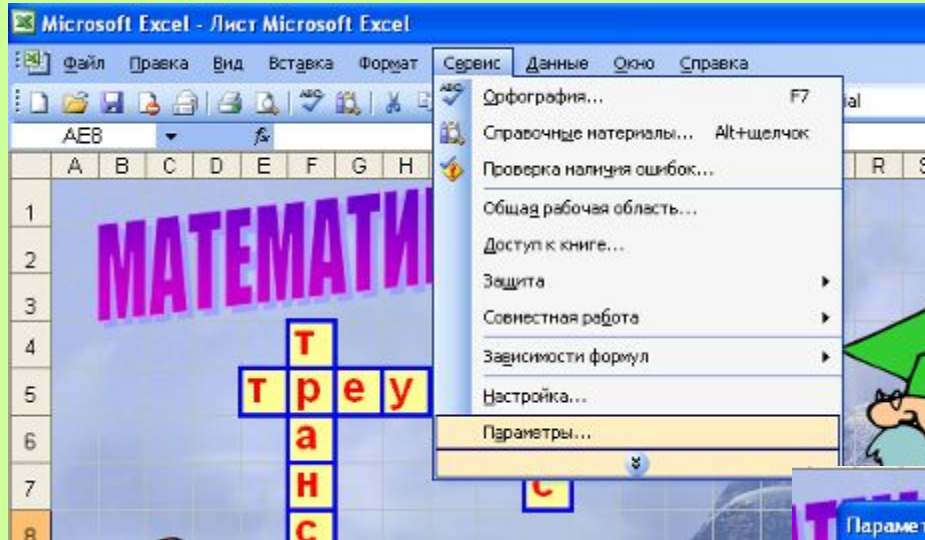 Microsoft Excel - Лист Microsoft Excel
Файл Правка Вид Вставка Формат Сервис Данные Окно Справка
ial
AE8 fx
A B C D E F G H R S
Орфография... F7
Справочные материалы... Alt+щелчок
Проверка наличия ошибок...
Общая рабочая область...
Доступ к книге...
Защита
Совместная работа
Зависимости формул
Настройка...
Параметры...
1
МАТЕМАТИ
2
3
4 т
5 т р е у
6 а
7 н с
8 с
Парамет